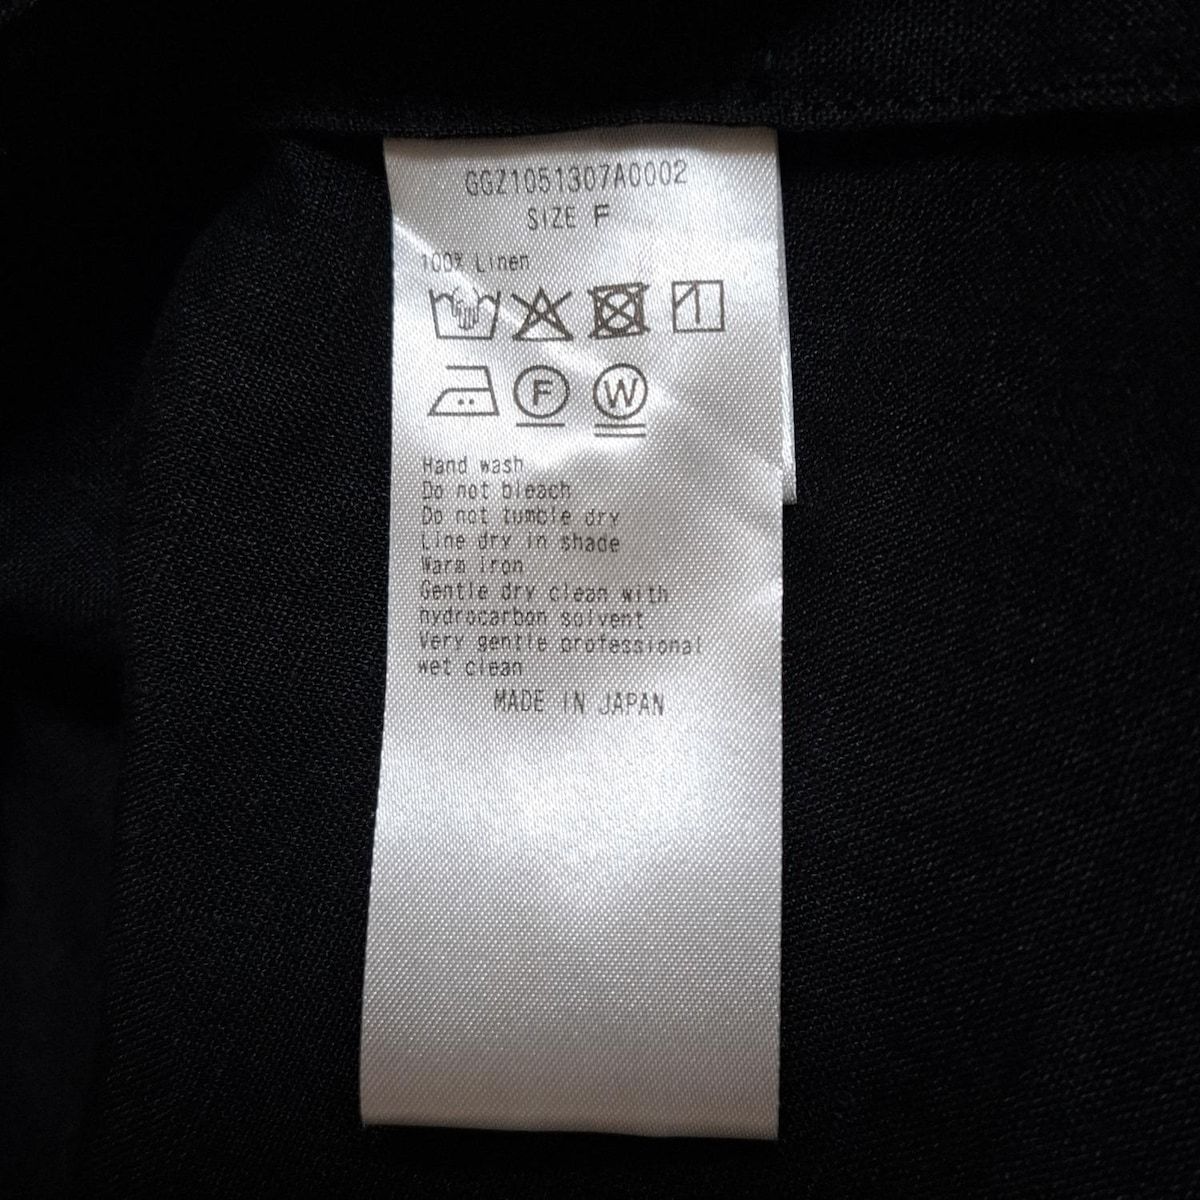 GGZ1051307A0002
SIZE F
100% Linen
F W
Hand wash
Do not bleach
Do not tumble dry
Line dry in shade
Warm iron
Gentle dry clean with
hydrocarbon solvent
Very gentle professional
wet clean
MADE IN JAPAN